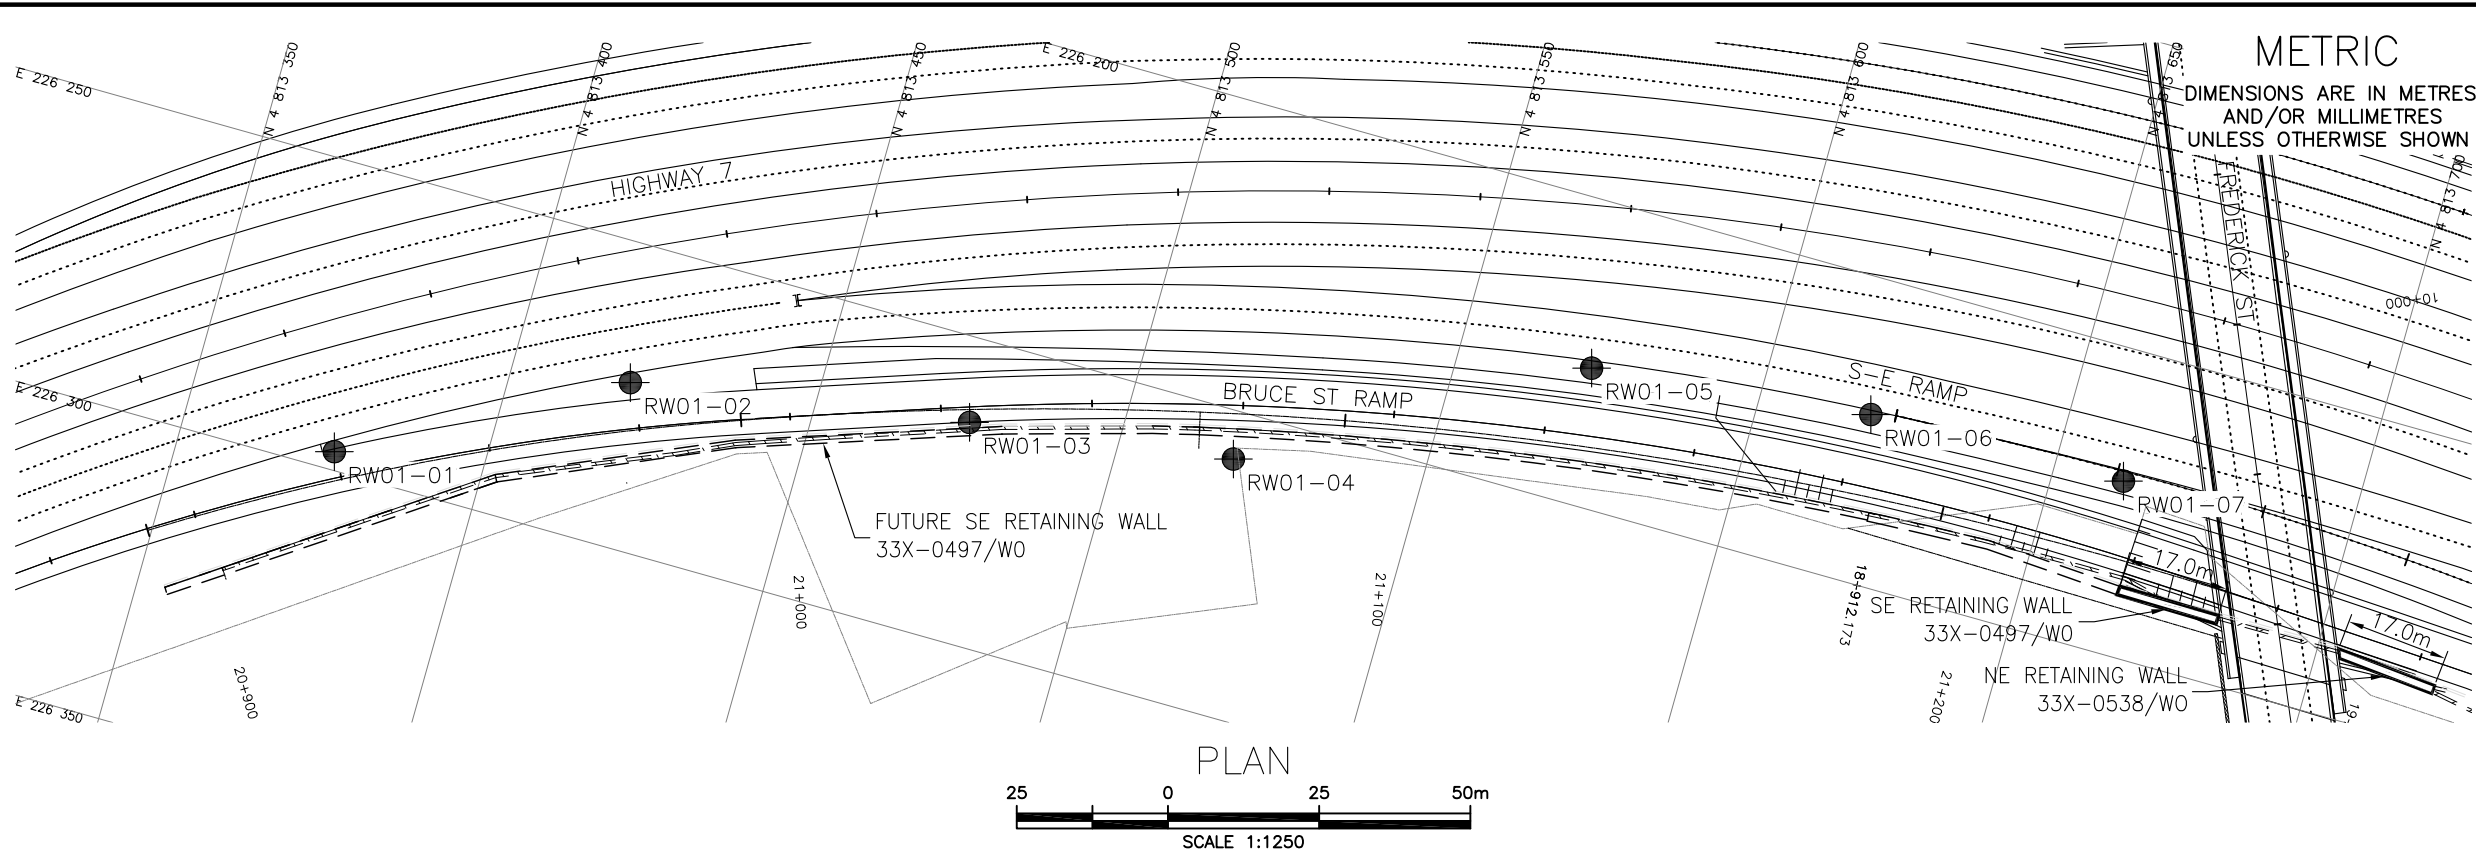 METRIC
DIMENSIONS ARE IN METRES
AND/OR MILLIMETRES
UNLESS OTHERWISE SHOWN
E 226 250
N 4 813 350
N 4 813 400
N 4 813 450
E 226 200
N 4 813 500
N 4 813 550
N 4 813 600
N 4 813 650
N 4 813 700
HIGHWAY 7
FREDERICK ST
10+000
E 226 300
RW01-01
RW01-02
RW01-03
BRUCE ST RAMP
RW01-04
RW01-05
S-E RAMP
RW01-06
RW01-07
FUTURE SE RETAINING WALL
33X-0497/W0
17.0m
SE RETAINING WALL
33X-0497/W0
17.0m
NE RETAINING WALL
33X-0538/W0
E 226 350
20+900
21+000
21+100
18-912.173
21+200
PLAN
25 0 25 50m
SCALE 1:1250